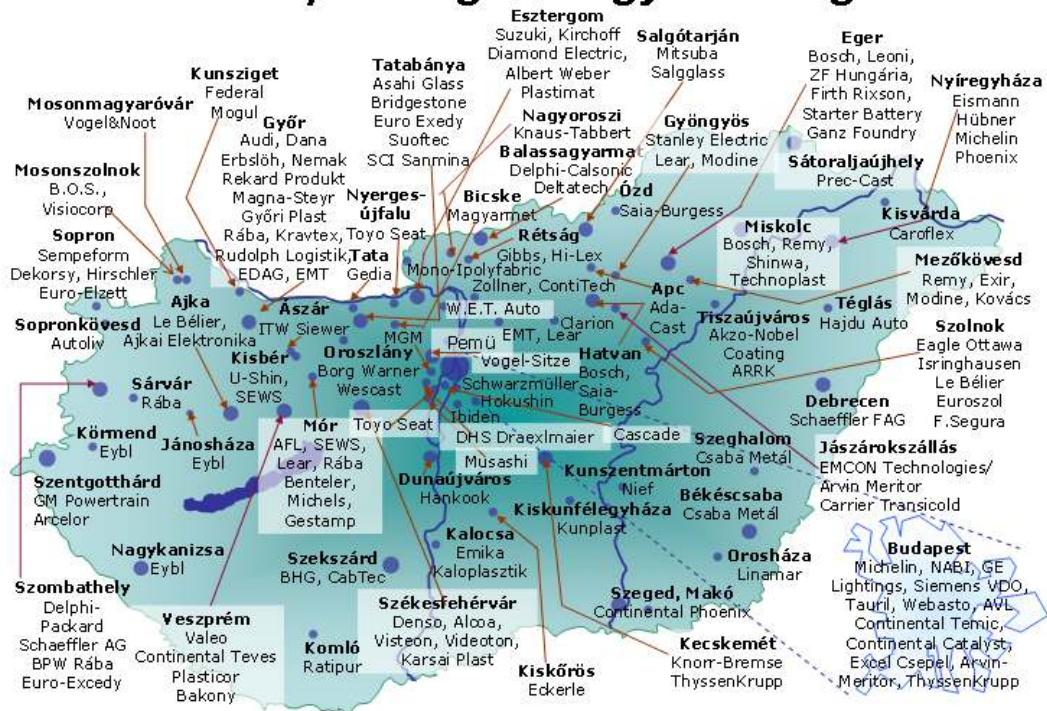 Esztergom
Suzuki, Kirchoff
Diamond Electric,
Albert Weber
Plastimat
Salgótarján
Mitsuba
Salgglass
Eger
Bosch, Leoni,
ZF Hungária,
Firth Rixson,
Starter Battery
Ganz Foundry
Nyíregyháza
Eismann
Hübner
Michelin
Phoenix
Kunsziget
Federal
Mogul
Tatabánya
Asahi Glass
Bridgestone
Euro Exedy
Suoftec
SCI Sanmina
Mosonmagyaróvár
Vogel&Noot
Győr
Audi, Dana
Erbslöh, Nemak
Rekard Produkt
Magna-Steyr
Győri Plast
Rába, Kravtex,
Rudolph Logistik,
EDAG, EMT
Nagyoroszi
Knaus-Tabbert
Balassagyarmat
Delphi-Calsonic
Deltatech
Gyöngyös
Stanley Electric
Lear, Modine
Sátoraljaújhely
Prec-Cast
Mosonszolnok
B.O.S.,
Visiocorp
Nyerges-
újfalu
Toyo Seat
Bicske
Magyarmet
Ózd
Saia-Burgess
Kisvárda
Caroflex
Sopron
Sempeform
Dekorsy, Hirschler
Euro-Elzett
Tata
Gedia
Rétság
Gibbs, Hi-Lex
Mono-Ipolyfabric
Zollner, ContiTech
Miskolc
Bosch, Remy,
Shinwa,
Technoplast
Mezőkövesd
Remy, Exir,
Modine, Kovács
Ajka
Le Bélier,
Ajkai Elektronika
Ászár
ITW Siewer
W.E.T. Auto
Apc
Ada-
Cast
Tiszaújváros
Akzo-Nobel
Coating
ARRK
Téglás
Hajdu Auto
Sopronkövesd
Autoliv
MGM
EMT, Lear
Clarion
Pemü
Vogel-Sitze
Szolnok
Eagle Ottawa
Isringhausen
Le Bélier
Euroszol
F.Segura
Kisbér
U-Shin,
SEWS
Oroszlány
Borg Warner
Wescast
Hatvan
Bosch,
Saia-
Burgess
Sárvár
Rába
Schwarzmüller
Hokushin
Ibiden
Debrecen
Schaeffler FAG
Jánosháza
Eybl
Toyo Seat
Körmend
Eybl
Mór
AFL, SEWS,
Lear, Rába
Benteler,
Michels,
Gestamp
DHS Draexlmaier
Cascade
Szeghalom
Csaba Metál
Jászárokszállás
EMCON Technologies/
Arvin Meritor
Carrier Transicold
Musashi
Szentgotthárd
GM Powertrain
Arcelor
Dunaújváros
Hankook
Kunszentmárton
Nief
Kiskunfélegyháza
Kunplast
Békéscsaba
Csaba Metál
Kalocsa
Emika
Kaloplasztik
Nagykanizsa
Eybl
Szekszárd
BHG, CabTec
Orosháza
Linamar
Budapest
Michelin, NABI, GE
Lightings, Siemens VDO,
Tauril, Webasto, AVL
Continental Temic,
Continental Catalyst,
Excel Csepel, Arvin-
Meritor, ThyssenKrupp
Szombathely
Delphi-
Packard
Schaeffler AG
BPW Rába
Euro-Excedy
Veszprém
Valeo
Continental Teves
Plasticor
Bakony
Székesfehérvár
Denso, Alcoa,
Visteon, Videoton,
Karsai Plast
Szeged, Makó
Continental Phoenix
Komló
Ratipur
Kiskőrös
Eckerle
Kecskemét
Knorr-Bremse
ThyssenKrupp